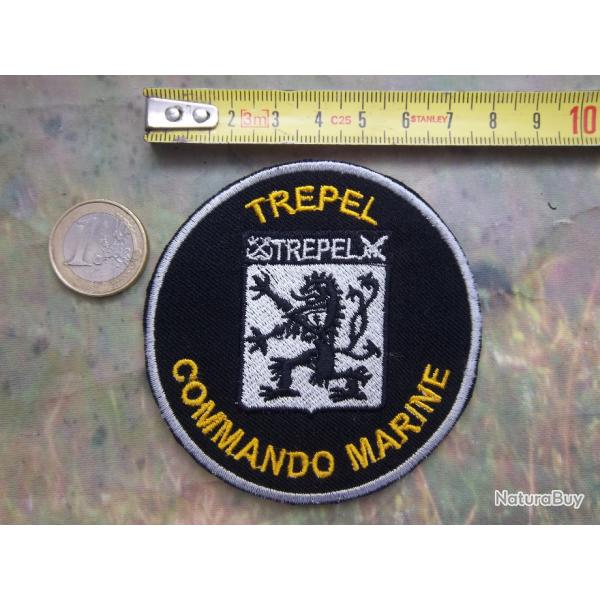 2 3m 3 4 C25 5 6 STANLEY 7 8 9 10
TREPEL
TREPEL
COMMANDO MARINE
1
NaturaBuy